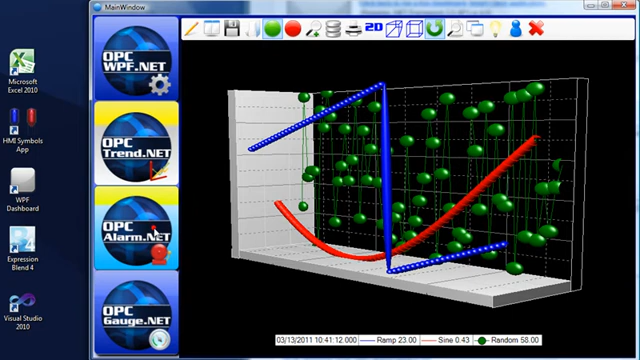 MainWindow
Microsoft
Excel 2010
HMI Symbols
App
WPF
Dashboard
Expression
Blend 4
Visual Studio
2010
OPC
WPF.NET
OPC
Trend.NET
OPC
Alarm.NET
OPC
Gauge.NET
2D
03/13/2011 10:41:12.000 Ramp 23.00 Sine 0.43 Random 58.00